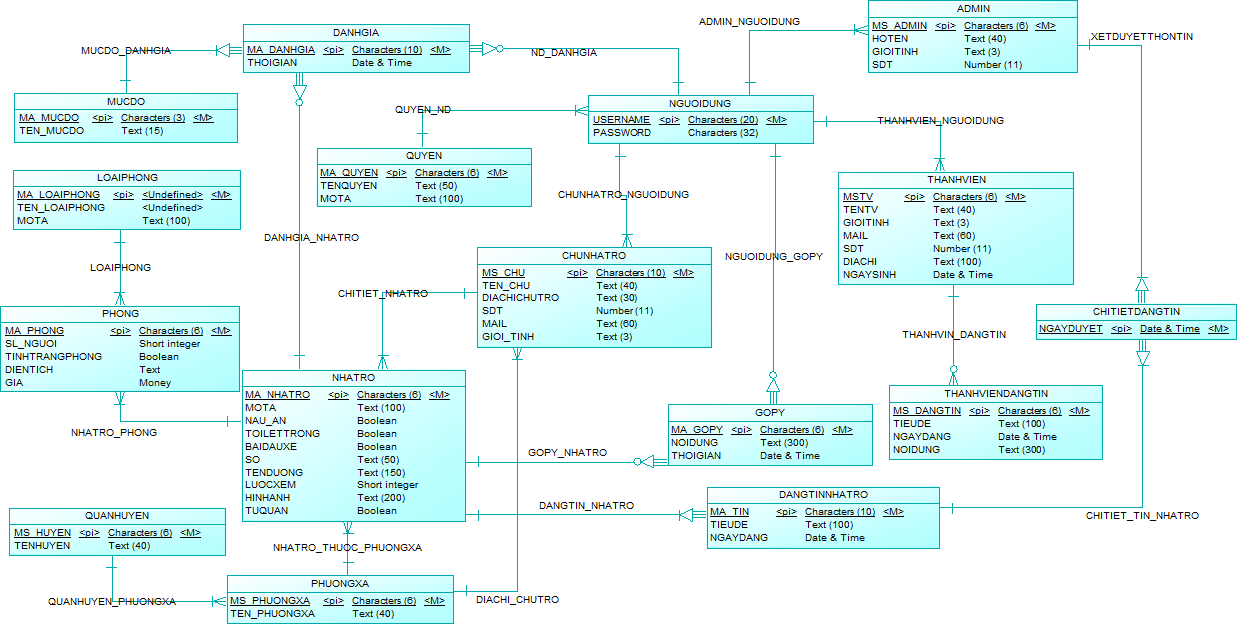 ADMIN
MS_ADMIN <pi> Characters (6) <M>
HOTEN Text (40)
GIOITINH Text (3)
SDT Number (11)
ADMIN_NGUOIDUNG
XETDUYETTHONTIN
DANHGIA
MA_DANHGIA <pi> Characters (10) <M>
THOIGIAN Date & Time
MUCDO_DANHGIA
ND_DANHGIA
MUCDO
MA_MUCDO <pi> Characters (3) <M>
TEN_MUCDO Text (15)
QUYEN_ND
NGUOIDUNG
USERNAME <pi> Characters (20) <M>
PASSWORD Characters (32)
THANHVIEN_NGUOIDUNG
QUYEN
MA_QUYEN <pi> Characters (6) <M>
TENQUYEN Text (50)
MOTA Text (100)
LOAIPHONG
MA_LOAIPHONG <pi> <Undefined> <M>
TEN_LOAIPHONG <Undefined>
MOTA Text (100)
CHUNHATRO_NGUOIDUNG
THANHVIEN
MSTV <pi> Characters (6) <M>
TENTV Text (40)
GIOITINH Text (3)
MAIL Text (60)
SDT Number (11)
DIACHI Text (100)
NGAYSINH Date & Time
DANHGIA_NHATRO
NGUOIDUNG_GOPY
LOAIPHONG
CHUNHATRO
MS_CHU <pi> Characters (10) <M>
TEN_CHU Text (40)
DIACHICHUTRO Text (30)
SDT Number (11)
MAIL Text (60)
GIOI_TINH Text (3)
CHITIET_NHATRO
PHONG
MA_PHONG <pi> Characters (6) <M>
SL_NGUOI Short integer
TINHTRANGPHONG Boolean
DIENTICH Text
GIA Money
CHITIETDANGTIN
NGAYDUYET <pi> Date & Time <M>
THANHVIN_DANGTIN
NHATRO
MA_NHATRO <pi> Characters (6) <M>
MOTA Text (100)
NAU_AN Boolean
TOILETTRONG Boolean
BAIDAUXE Boolean
SO Text (50)
TENDUONG Text (150)
LUOCXEM Short integer
HINHANH Text (200)
TUQUAN Boolean
THANHVIENDANGTIN
MS_DANGTIN <pi> Characters (6) <M>
TIEUDE Text (100)
NGAYDANG Date & Time
NOIDUNG Text (300)
GOPY
MA_GOPY <pi> Characters (6) <M>
NOIDUNG Text (300)
THOIGIAN Date & Time
NHATRO_PHONG
GOPY_NHATRO
DANGTIN_NHATRO
DANGTINNHATRO
MA_TIN <pi> Characters (10) <M>
TIEUDE Text (100)
NGAYDANG Date & Time
CHITIET_TIN_NHATRO
QUANHUYEN
MS_HUYEN <pi> Characters (6) <M>
TENHUYEN Text (40)
NHATRO_THUOC_PHUONGXA
PHUONGXA
MS_PHUONGXA <pi> Characters (6) <M>
TEN_PHUONGXA Text (40)
QUANHUYEN_PHUONGXA
DIACHI_CHUTRO